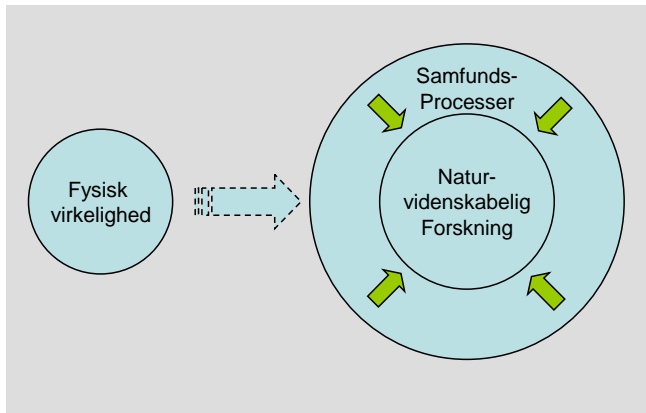 Fysisk
virkelighed
Samfunds-
Processer
Natur-
videnskabelig
Forskning